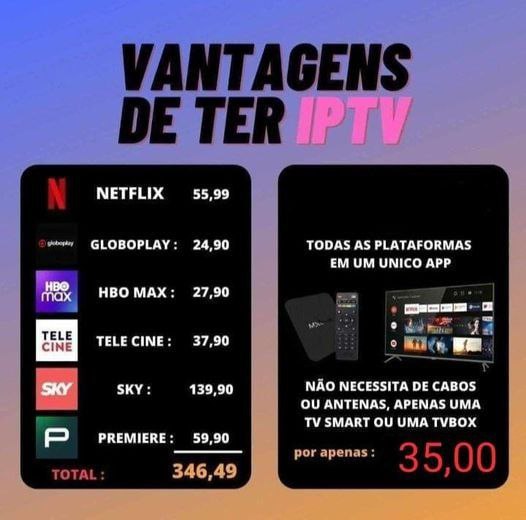 VANTAGENS
DE TER IPTV
N NETFLIX 55,99
globoplay GLOBOPLAY : 24,90
HBO
max HBO MAX : 27,90
TELE
CINE TELE CINE : 37,90
SKY SKY : 139,90
P PREMIERE : 59,90
TOTAL : 346,49
TODAS AS PLATAFORMAS
EM UM UNICO APP
NÃO NECESSITA DE CABOS
OU ANTENAS, APENAS UMA
TV SMART OU UMA TVBOX
por apenas : 35,00